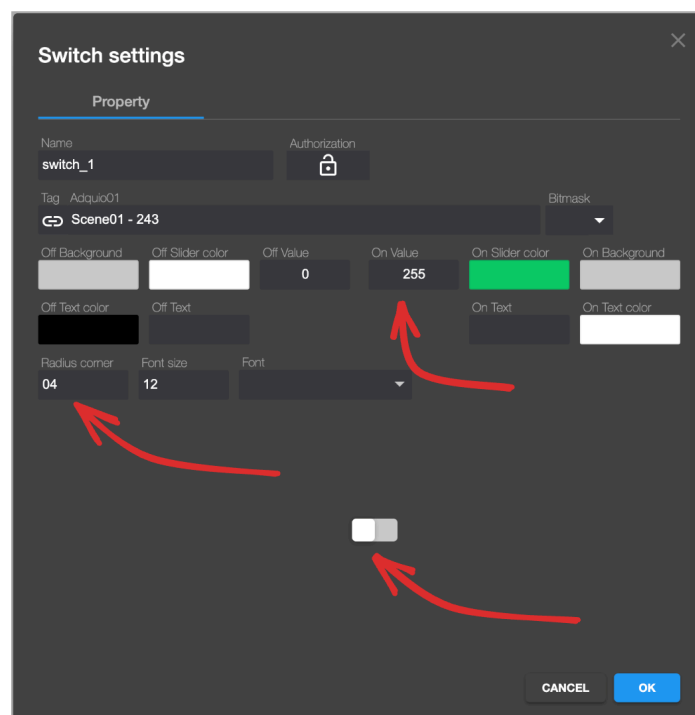 Switch settings
Property
Name Authorization
switch_1
Tag Adquio01 Bitmask
Scene01 - 243
Off Background Off Slider color Off Value On Value On Slider color On Background
0 255
Off Text color Off Text On Text On Text color
Radius corner Font size Font
04 12
CANCEL OK